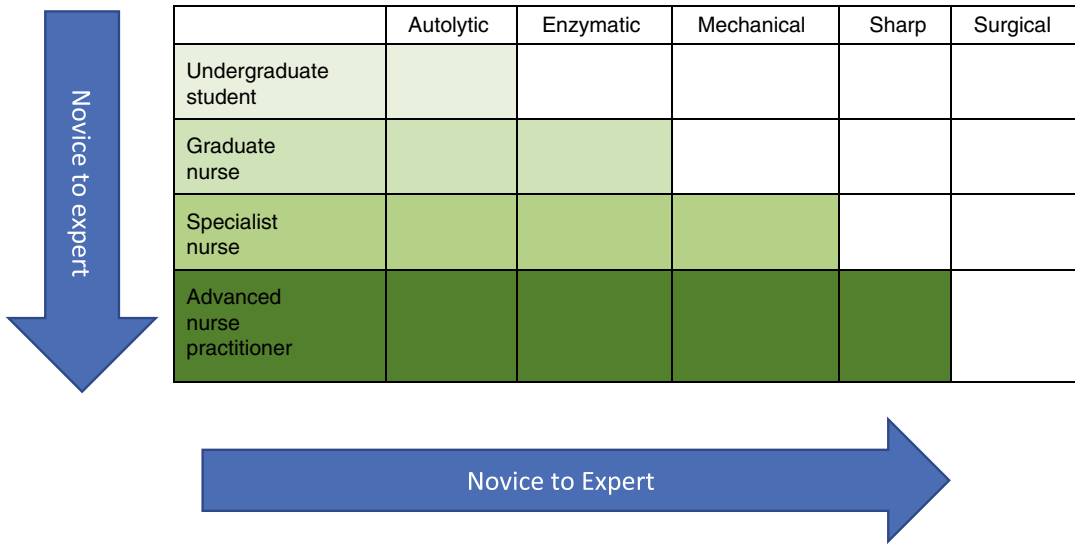 Autolytic Enzymatic Mechanical Sharp Surgical
Undergraduate
student
Graduate
nurse
Specialist
nurse
Advanced
nurse
practitioner
Novice to expert
Novice to Expert